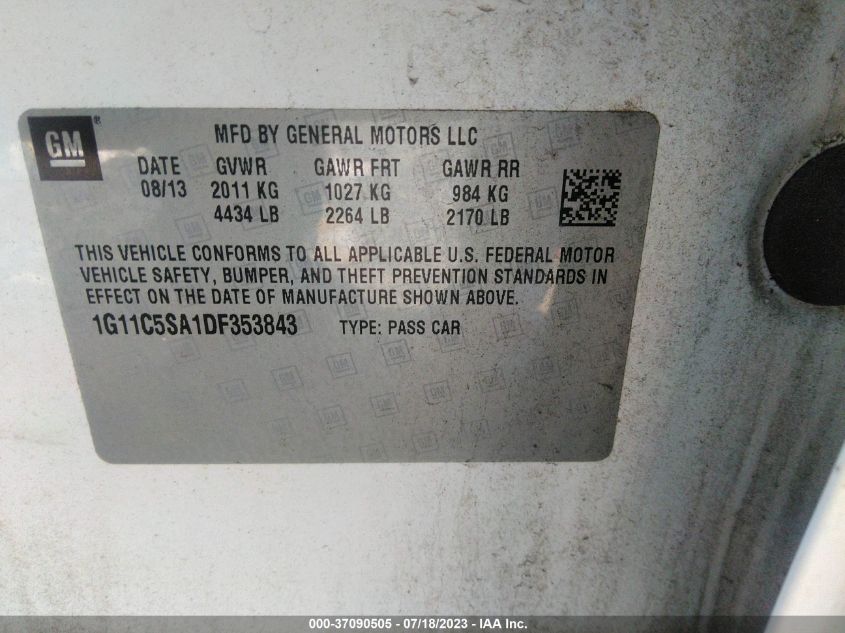 GM ®
MFD BY GENERAL MOTORS LLC
DATE GVWR GAWR FRT GAWR RR
08/13 2011 KG 1027 KG 984 KG
4434 LB 2264 LB 2170 LB
THIS VEHICLE CONFORMS TO ALL APPLICABLE U.S. FEDERAL MOTOR
VEHICLE SAFETY, BUMPER, AND THEFT PREVENTION STANDARDS IN
EFFECT ON THE DATE OF MANUFACTURE SHOWN ABOVE.
1G11C5SA1DF353843 TYPE: PASS CAR
000-37090505 - 07/18/2023 - IAA Inc.